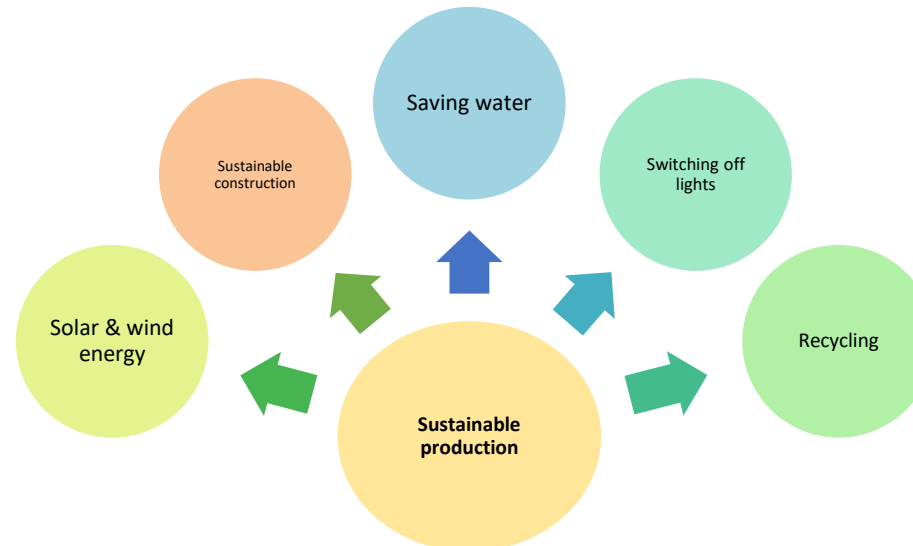 Saving water
Sustainable
construction
Switching off
lights
Solar & wind
energy
Recycling
Sustainable
production